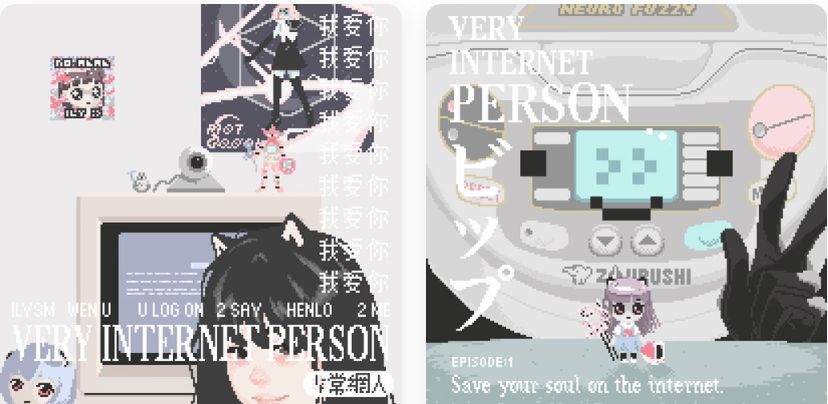 我爱你
我爱你
我爱你
我爱你
我爱你
我爱你
我爱你
我爱你
我爱你
ILYSM WEN U U LOG ON 2 SAY HENLO 2 ME
VERY INTERNET PERSON
非常網人
NEURO FUZZY
VERY
INTERNET
PERSON
ビップ
ZOJIRUSHI
EPISODE:1
Save your soul on the internet.